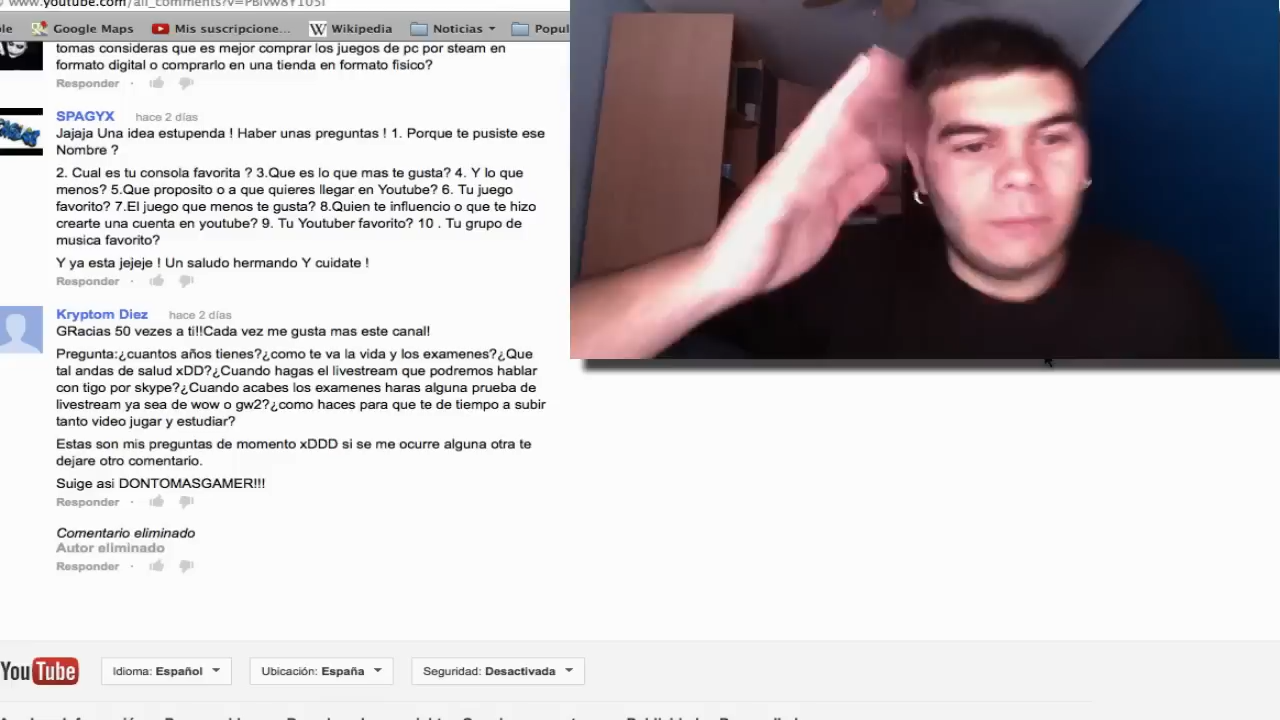 www.youtube.com/all_comments?v=PBivw8Y1U5I
Google Maps Mis suscripcione... Wikipedia Noticias Popul
tomas consideras que es mejor comprar los juegos de pc por steam en
formato digital o comprarlo en una tienda en formato fisico?
Responder ·
SPAGYX hace 2 días
Jajaja Una idea estupenda ! Haber unas preguntas ! 1. Porque te pusiste ese
Nombre ?
2. Cual es tu consola favorita ? 3.Que es lo que mas te gusta? 4. Y lo que
menos? 5.Que proposito o a que quieres llegar en Youtube? 6. Tu juego
favorito? 7.El juego que menos te gusta? 8.Quien te influencio o que te hizo
crearte una cuenta en youtube? 9. Tu Youtuber favorito? 10 . Tu grupo de
musica favorito?
Y ya esta jejeje ! Un saludo hermando Y cuidate !
Responder ·
Kryptom Diez hace 2 días
GRacias 50 vezes a ti!!Cada vez me gusta mas este canal!
Pregunta:¿cuantos años tienes?¿como te va la vida y los examenes?¿Que
tal andas de salud xDD?¿Cuando hagas el livestream que podremos hablar
con tigo por skype?¿Cuando acabes los examenes haras alguna prueba de
livestream ya sea de wow o gw2?¿como haces para que te de tiempo a subir
tanto video jugar y estudiar?
Estas son mis preguntas de momento xDDD si se me ocurre alguna otra te
dejare otro comentario.
Suige asi DONTOMASGAMER!!!
Responder ·
Comentario eliminado
Autor eliminado
Responder ·
YouTube Idioma: Español Ubicación: España Seguridad: Desactivada